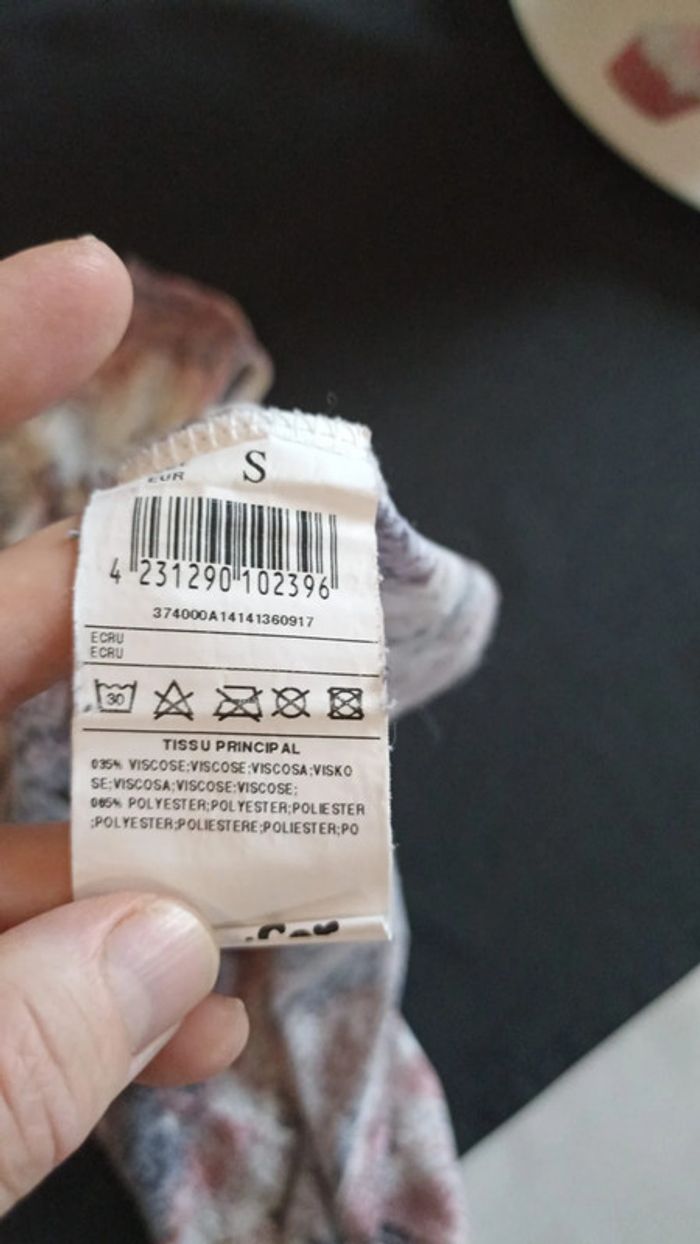 EUR
S
4 231290 102396
374000A14141360917
ECRU
ECRU
30
TISSU PRINCIPAL
035% VISCOSE;VISCOSE;VISCOSA;VISKO
SE;VISCOSA;VISCOSE;VISCOSE;
065% POLYESTER;POLYESTER;POLIESTER
;POLYESTER;POLIESTERE;POLIESTER;PO